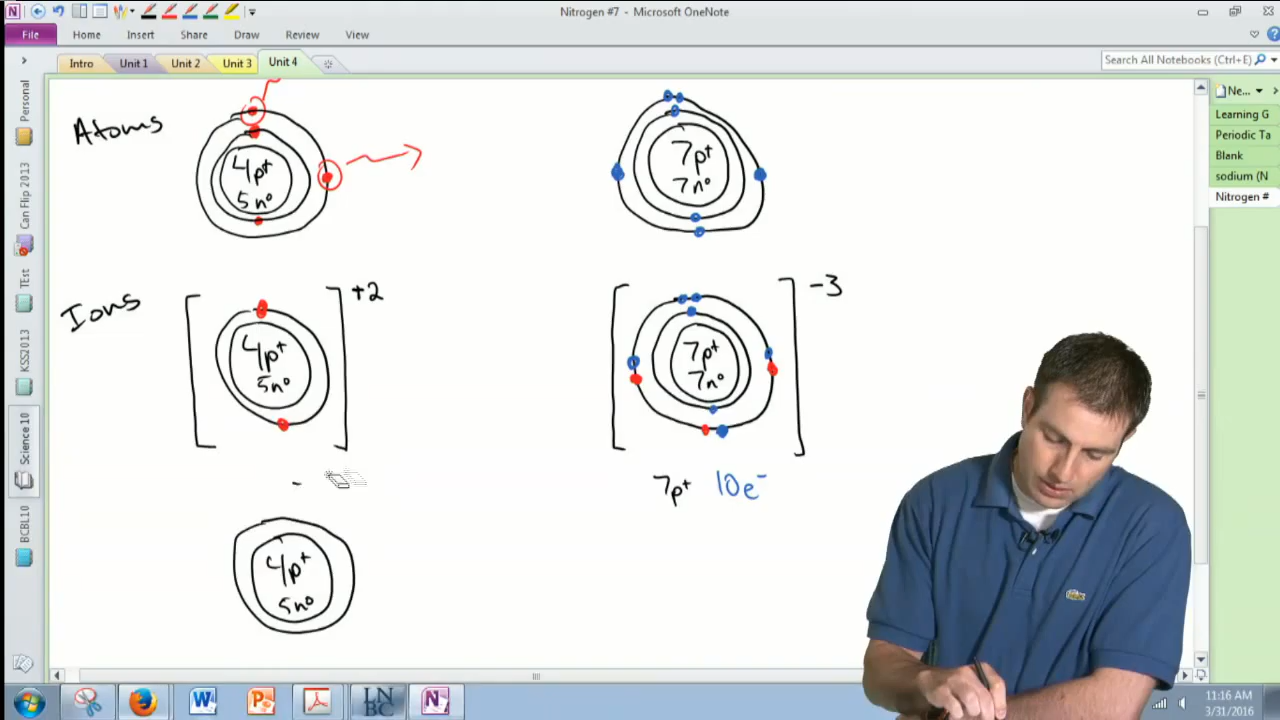 Nitrogen #7 - Microsoft OneNote
File Home Insert Share Draw Review View
Intro Unit 1 Unit 2 Unit 3 Unit 4
Search All Notebooks (Ctrl+E)
Personal
Can Flip 2013
TEst
KSS2013
Science 10
BCBL10
Ne...
Learning G
Periodic Ta
Blank
sodium (N
Nitrogen #
Atoms
4p+
5n°
7p+
7n°
Ions
4p+
5n°
+2
7p+
7n°
-3
-
7p+ 10e-
4p+
5n°
LN
BC
11:16 AM
3/31/2016